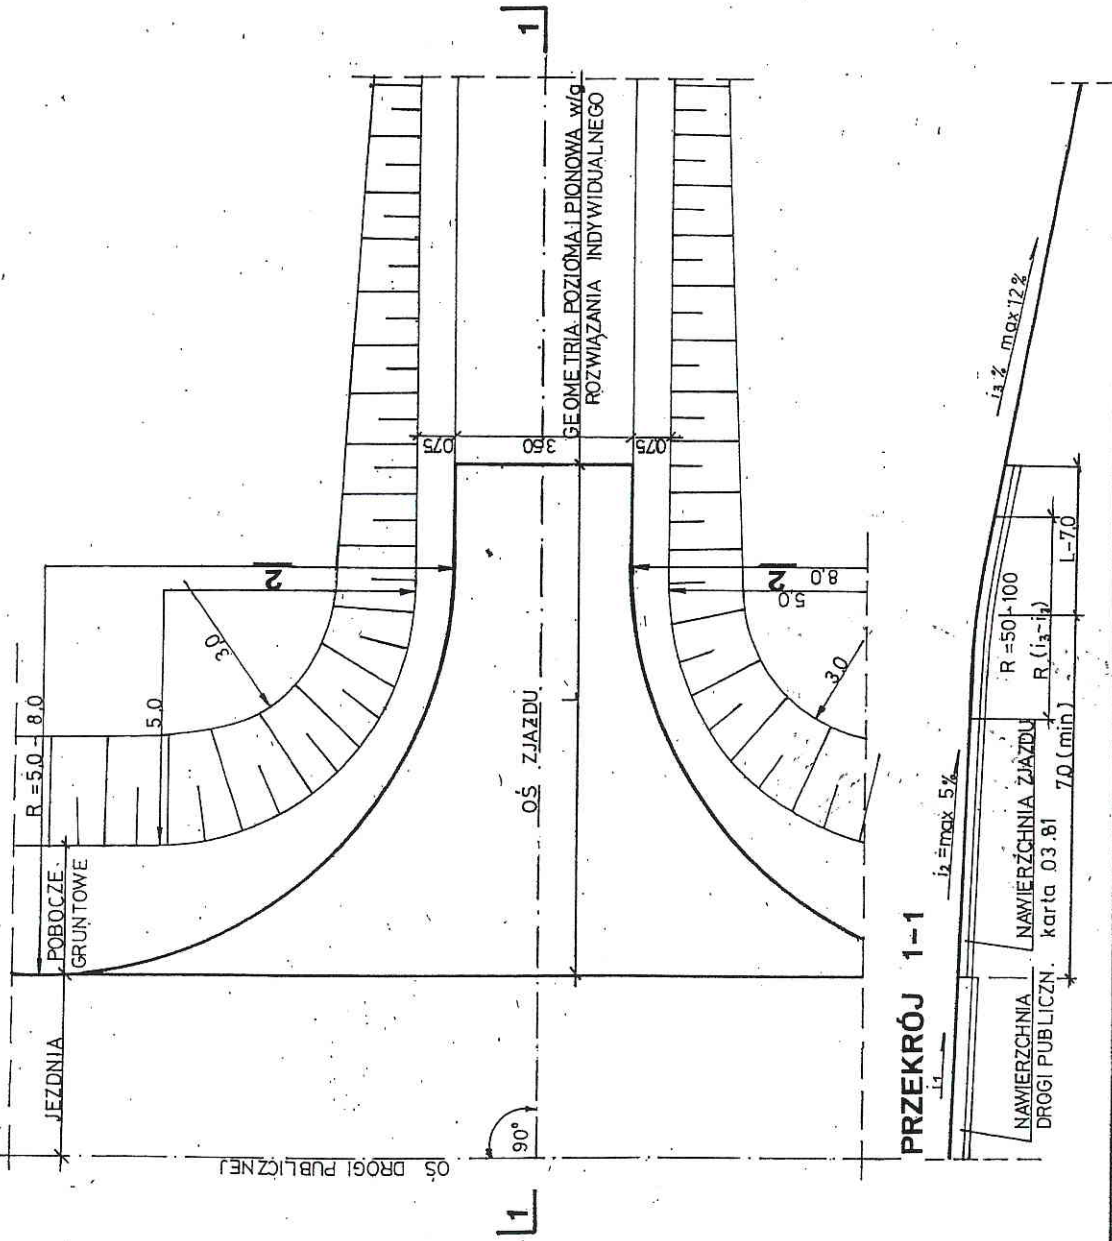 1
GEOMETRIA POZIOMA I PIONOWA w/g
ROZWIĄZANIA INDYWIDUALNEGO
0.75
3.50
0.75
2
2
8.0
5.0
3.0
3.0
R = 5.0 - 8.0
5.0
OŚ ZJAZDU
L
POBOCZE
GRUNTOWE
JEZDNIA
90°
OŚ DROGI PUBLICZNEJ
1
PRZEKRÓJ 1-1
i1
i2 = max 5%
i3 % max 12%
R = 50 - 100
L-7.0
7.0 (min)
NAWIERZCHNIA ZJAZDU
karta 03.81
NAWIERZCHNIA
DROGI PUBLICZN.